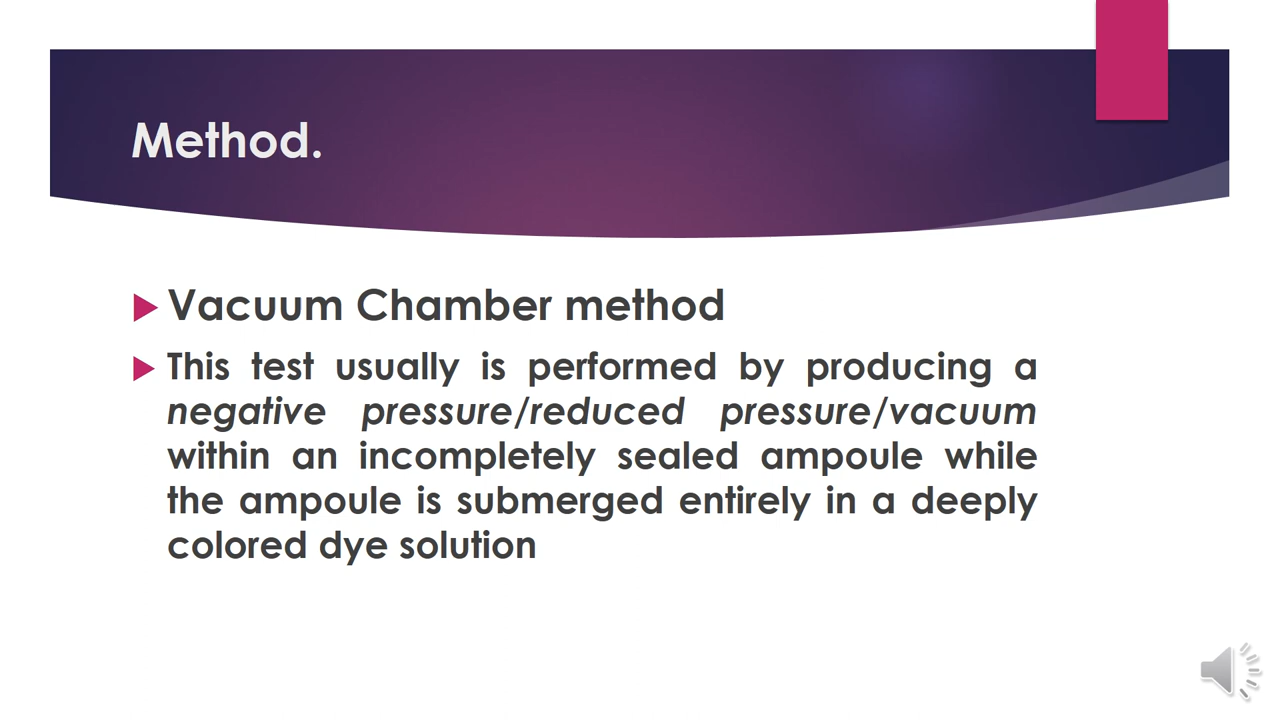 Method.
Vacuum Chamber method
This test usually is performed by producing a
negative pressure/reduced pressure/vacuum
within an incompletely sealed ampoule while
the ampoule is submerged entirely in a deeply
colored dye solution